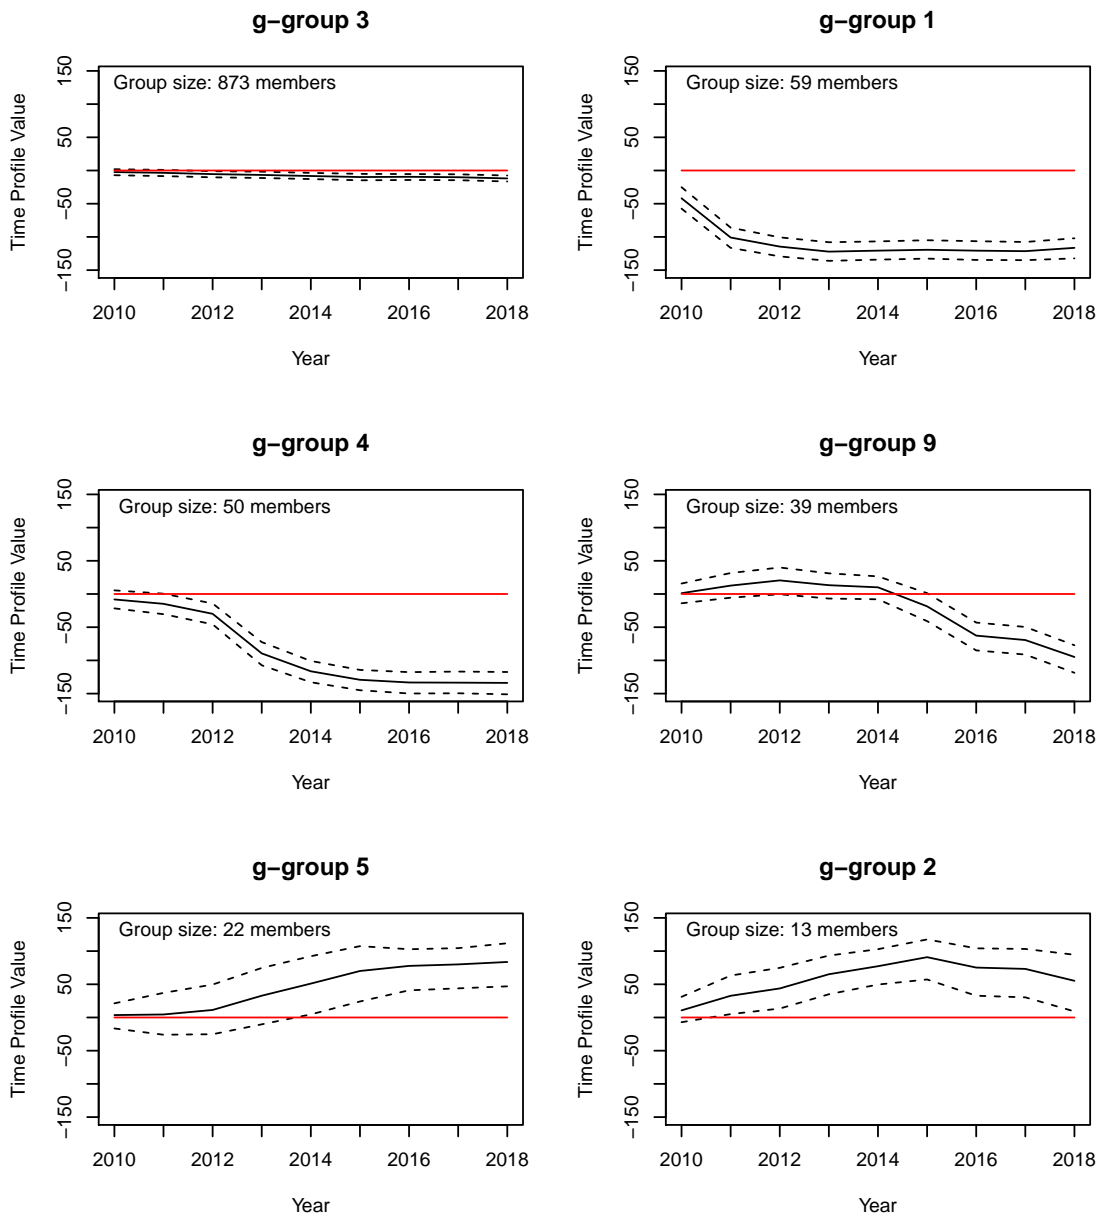 g−group 3
Group size: 873 members
Time Profile Value
150
50
−50
−150
2010 2012 2014 2016 2018
Year
g−group 1
Group size: 59 members
Time Profile Value
150
50
−50
−150
2010 2012 2014 2016 2018
Year
g−group 4
Group size: 50 members
Time Profile Value
150
50
−50
−150
2010 2012 2014 2016 2018
Year
g−group 9
Group size: 39 members
Time Profile Value
150
50
−50
−150
2010 2012 2014 2016 2018
Year
g−group 5
Group size: 22 members
Time Profile Value
150
50
−50
−150
2010 2012 2014 2016 2018
Year
g−group 2
Group size: 13 members
Time Profile Value
150
50
−50
−150
2010 2012 2014 2016 2018
Year